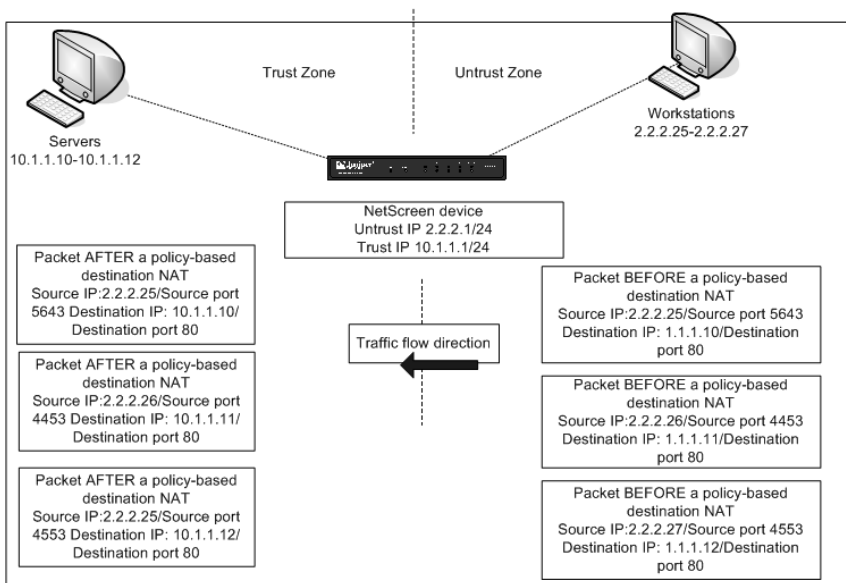 Trust Zone
Untrust Zone
Servers
10.1.1.10-10.1.1.12
Workstations
2.2.2.25-2.2.2.27
NetScreen device
Untrust IP 2.2.2.1/24
Trust IP 10.1.1.1/24
Packet AFTER a policy-based
destination NAT
Source IP:2.2.2.25/Source port
5643 Destination IP: 10.1.1.10/
Destination port 80
Packet AFTER a policy-based
destination NAT
Source IP:2.2.2.26/Source port
4453 Destination IP: 10.1.1.11/
Destination port 80
Packet AFTER a policy-based
destination NAT
Source IP:2.2.2.25/Source port
4553 Destination IP: 10.1.1.12/
Destination port 80
Traffic flow direction
Packet BEFORE a policy-based
destination NAT
Source IP:2.2.2.25/Source port 5643
Destination IP: 1.1.1.10/Destination
port 80
Packet BEFORE a policy-based
destination NAT
Source IP:2.2.2.26/Source port 4453
Destination IP: 1.1.1.11/Destination
port 80
Packet BEFORE a policy-based
destination NAT
Source IP:2.2.2.27/Source port 4553
Destination IP: 1.1.1.12/Destination
port 80